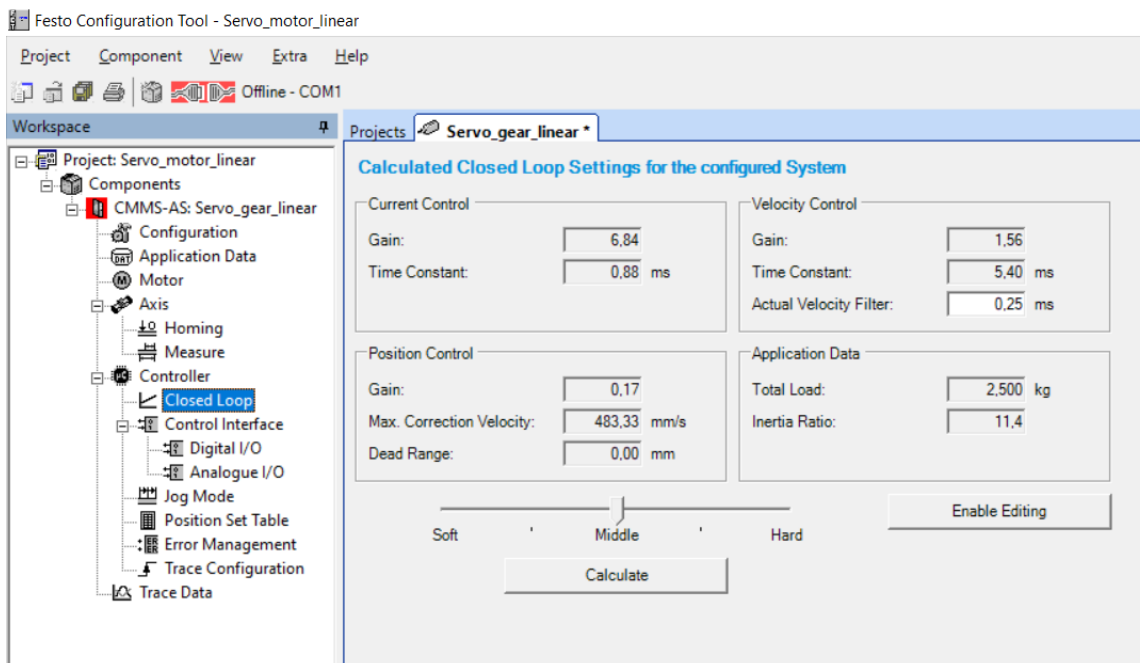 Festo Configuration Tool - Servo_motor_linear
Project Component View Extra Help
Offline - COM1
Workspace
Project: Servo_motor_linear
Components
CMMS-AS: Servo_gear_linear
Configuration
DAT Application Data
M Motor
Axis
Homing
Measure
Controller
Closed Loop
Control Interface
Digital I/O
Analogue I/O
Jog Mode
Position Set Table
Error Management
Trace Configuration
Trace Data
Projects Servo_gear_linear *
Calculated Closed Loop Settings for the configured System
Current Control
Gain: 6,84
Time Constant: 0,88 ms
Velocity Control
Gain: 1,56
Time Constant: 5,40 ms
Actual Velocity Filter: 0,25 ms
Position Control
Gain: 0,17
Max. Correction Velocity: 483,33 mm/s
Dead Range: 0,00 mm
Application Data
Total Load: 2,500 kg
Inertia Ratio: 11,4
Soft ' Middle ' Hard
Enable Editing
Calculate